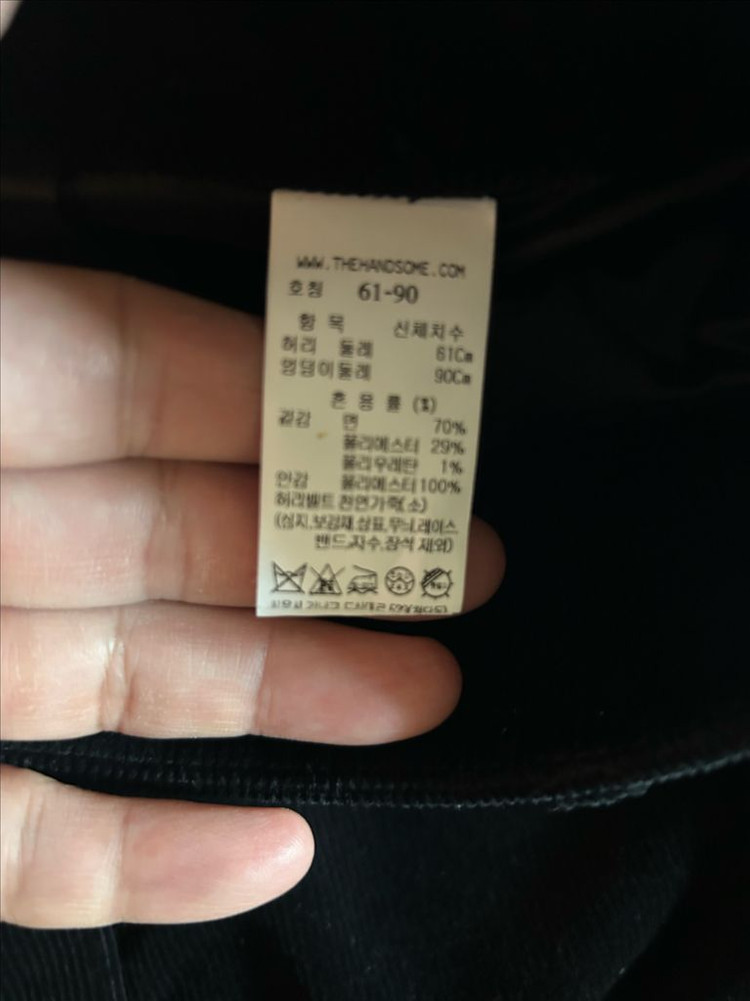 WWW.THEHANDSOME.COM
호칭 61-90
항 목 신체치수
허리 둘레 61Cm
엉덩이둘레 90Cm
혼 용 률 (%)
겉감 면 70%
폴리에스터 29%
폴리우레탄 1%
안감 폴리에스터100%
허리벨트 천연가죽(소)
(심지,보강재,상표,무늬,레이스
밴드,자수,장식 제외)